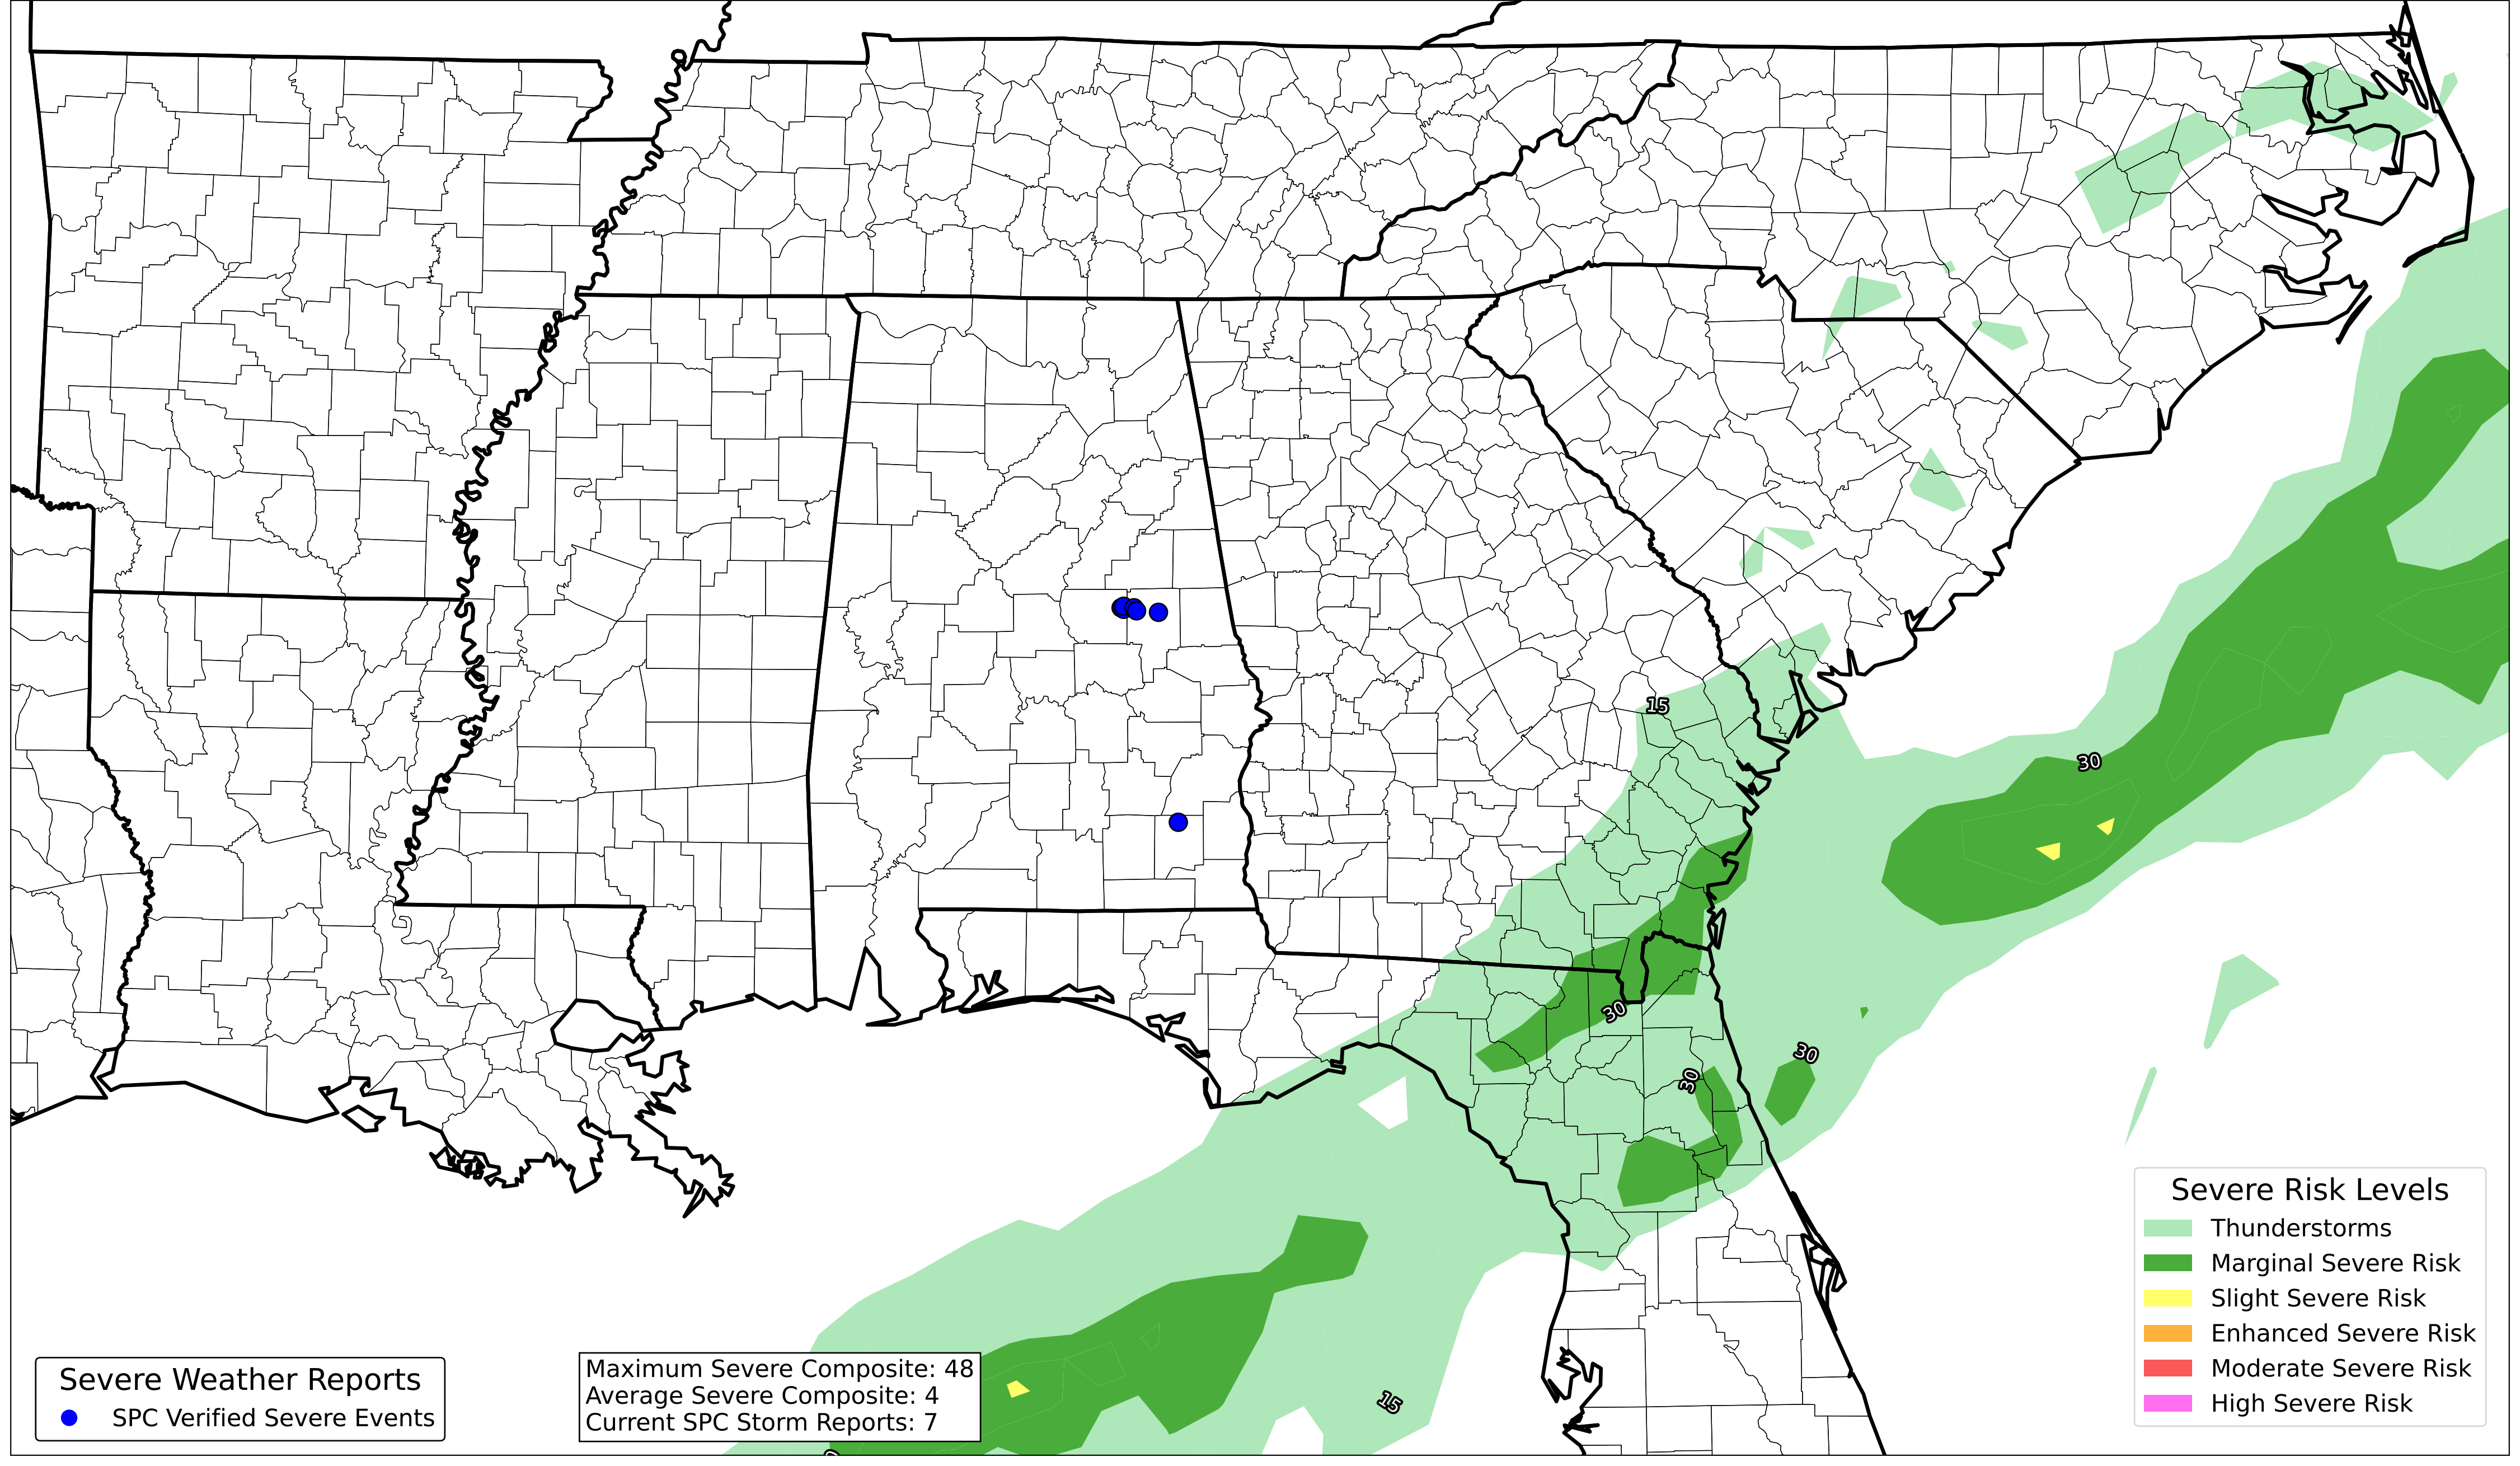 15
30
30
30
30
15
Severe Risk Levels
Thunderstorms
Marginal Severe Risk
Slight Severe Risk
Enhanced Severe Risk
Moderate Severe Risk
High Severe Risk
Severe Weather Reports
SPC Verified Severe Events
Maximum Severe Composite: 48
Average Severe Composite: 4
Current SPC Storm Reports: 7